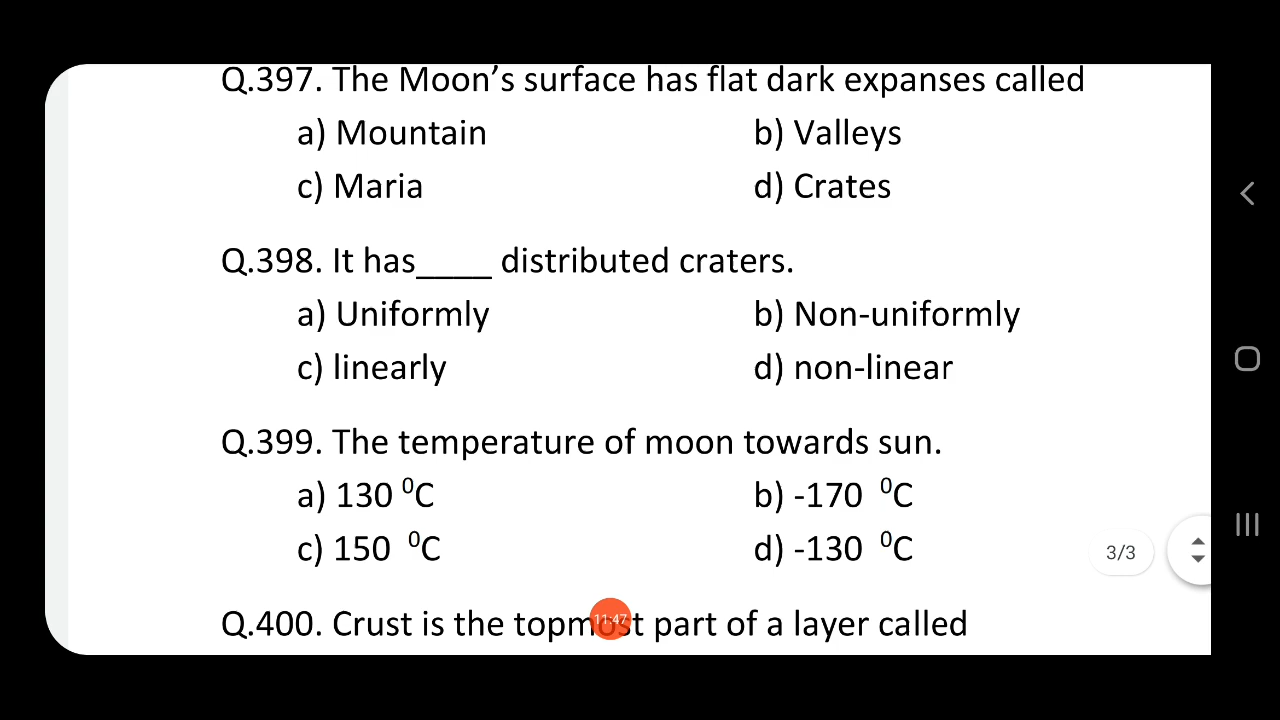 Q.397. The Moon’s surface has flat dark expanses called
a) Mountain b) Valleys
c) Maria d) Crates
Q.398. It has____ distributed craters.
a) Uniformly b) Non-uniformly
c) linearly d) non-linear
Q.399. The temperature of moon towards sun.
a) 130 ⁰C b) -170 ⁰C
c) 150 ⁰C d) -130 ⁰C
3/3
Q.400. Crust is the topmost part of a layer called
11:47